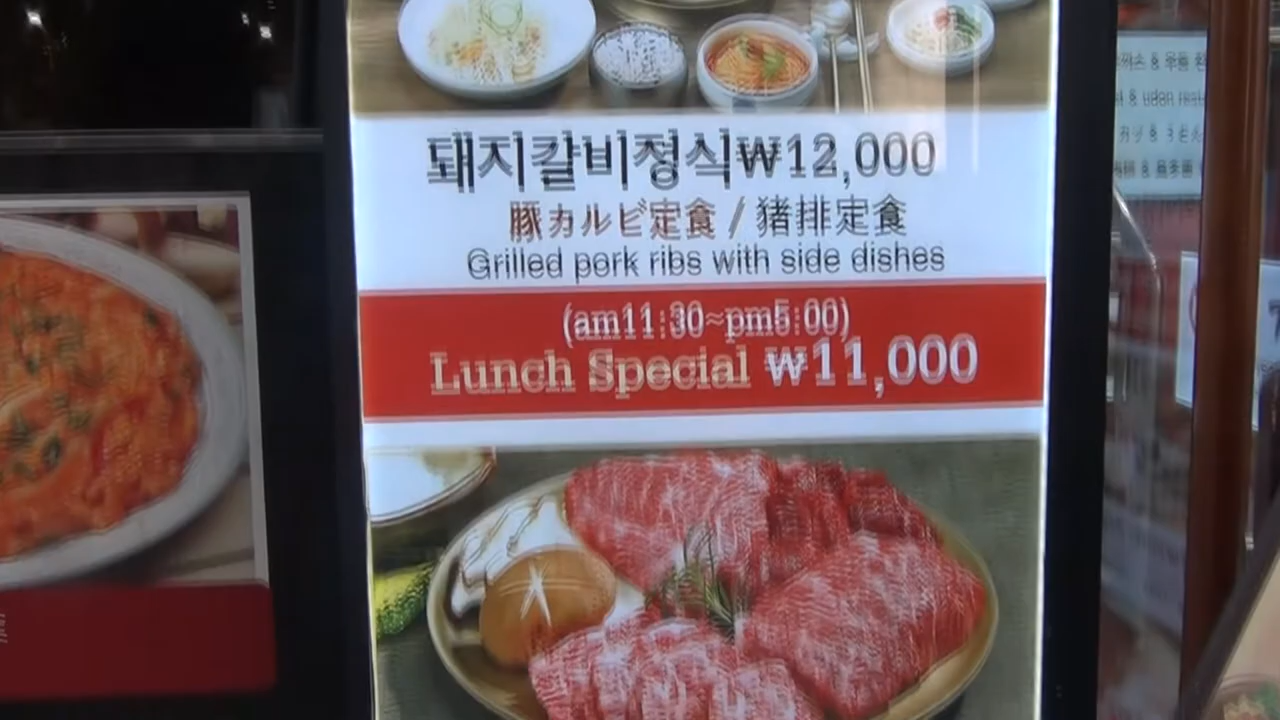 돼지갈비정식₩12,000
豚カルビ定食 / 猪排定食
Grilled pork ribs with side dishes
(am11:30~pm5:00)
Lunch Special ₩11,000
& udon